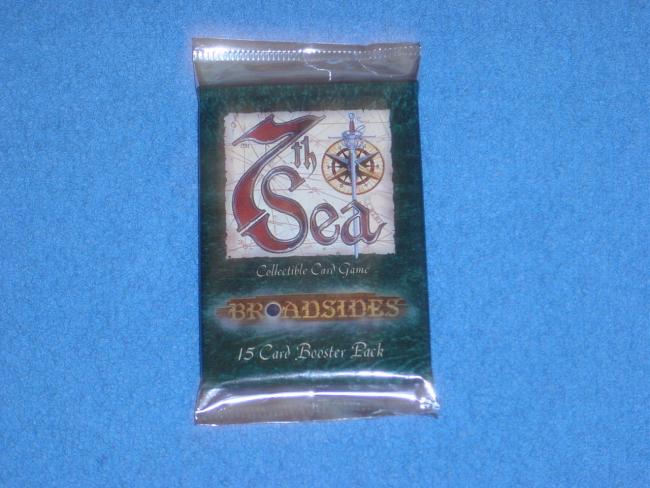 7th
Sea
Collectible Card Game
BROADSIDES
15 Card Booster Pack